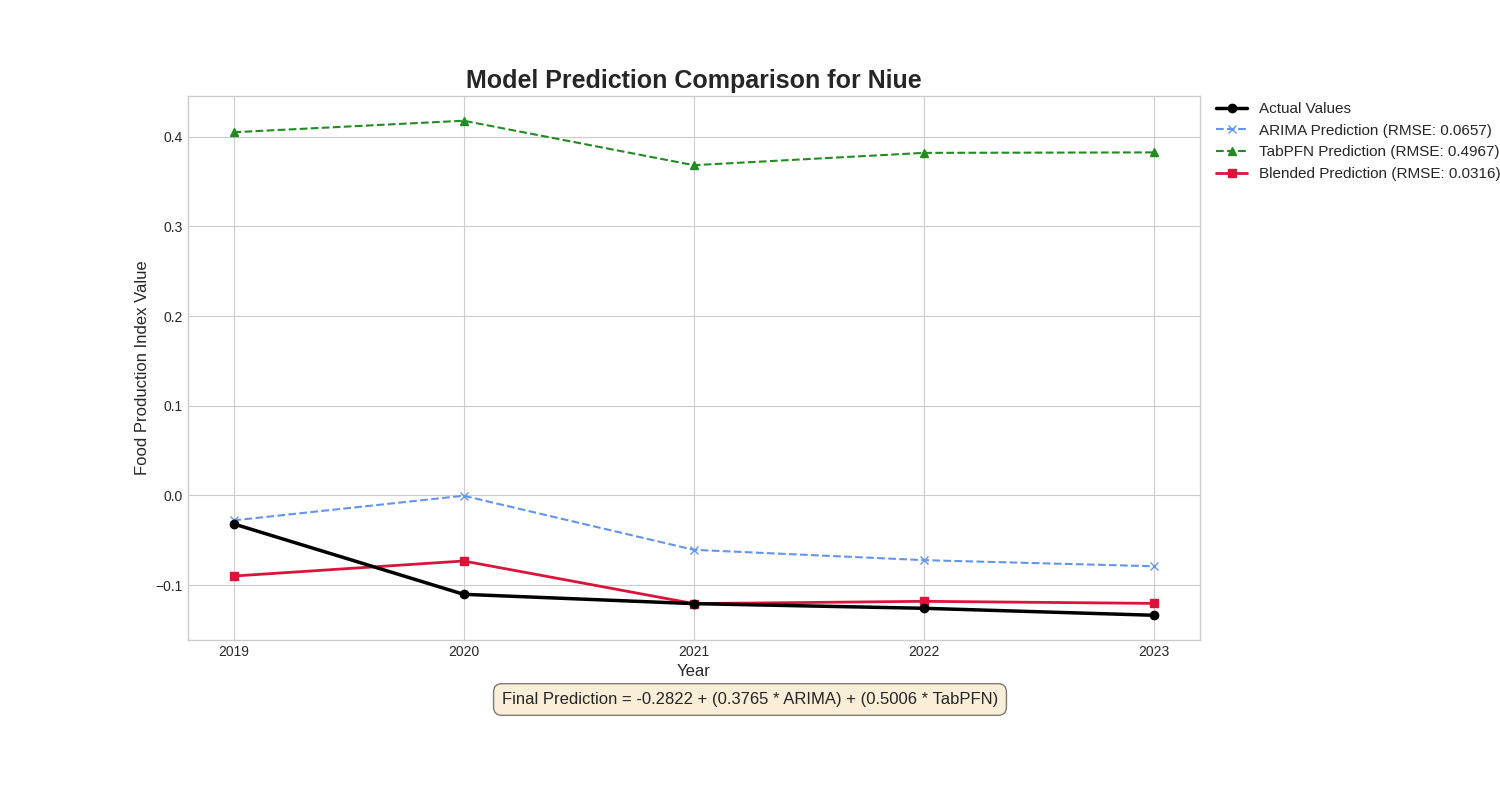 Model Prediction Comparison for Niue
Actual Values
ARIMA Prediction (RMSE: 0.0657)
TabPFN Prediction (RMSE: 0.4967)
Blended Prediction (RMSE: 0.0316)
Food Production Index Value
0.4
0.3
0.2
0.1
0.0
−0.1
2019 2020 2021 2022 2023
Year
Final Prediction = -0.2822 + (0.3765 * ARIMA) + (0.5006 * TabPFN)